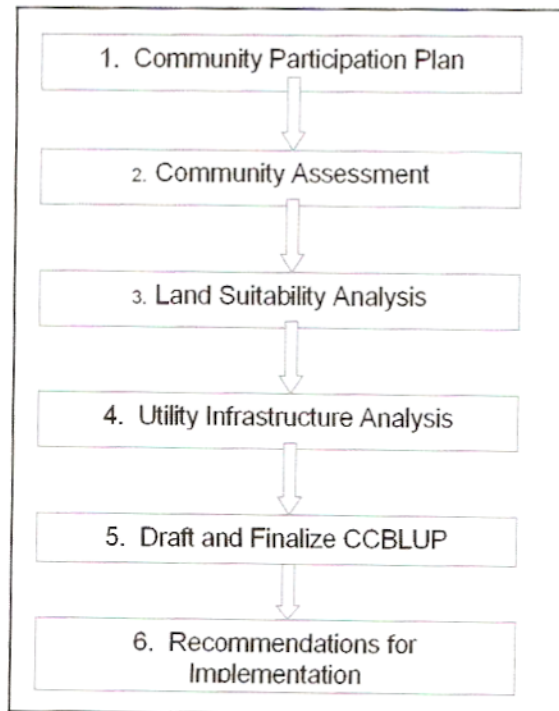 1. Community Participation Plan
2. Community Assessment
3. Land Suitability Analysis
4. Utility Infrastructure Analysis
5. Draft and Finalize CCBLUP
6. Recommendations for
Implementation